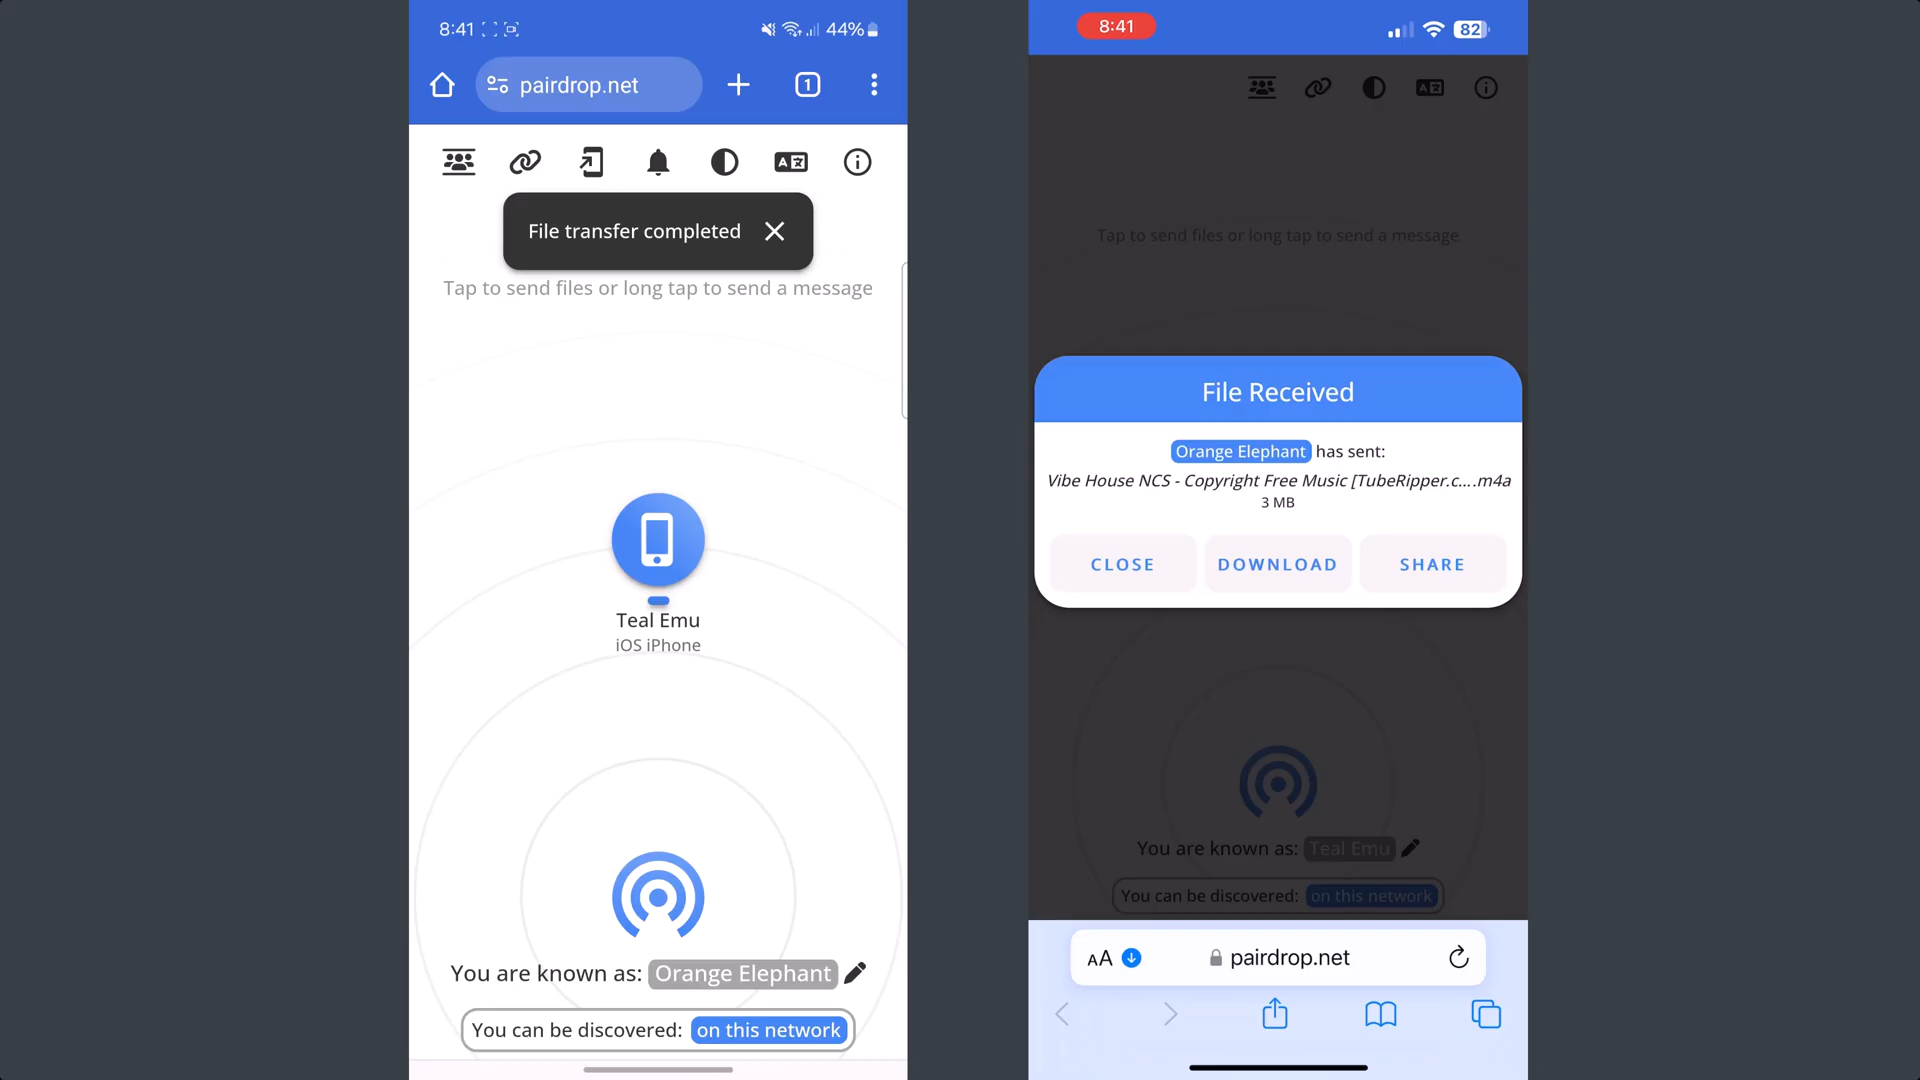 8:41
44%
pairdrop.net
1
File transfer completed
Tap to send files or long tap to send a message
Teal Emu
iOS iPhone
You are known as: Orange Elephant
You can be discovered: on this network
8:41
82
Tap to send files or long tap to send a message
File Received
Orange Elephant has sent:
Vibe House NCS - Copyright Free Music [TubeRipper.c....m4a
3 MB
CLOSE
DOWNLOAD
SHARE
You are known as: Teal Emu
You can be discovered: on this network
AA
pairdrop.net